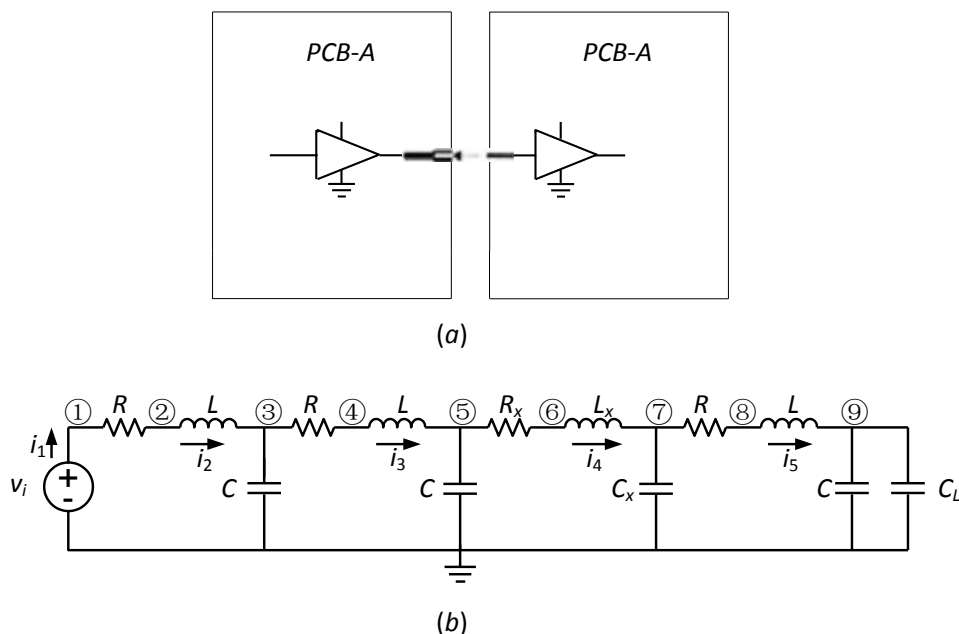 PCB-A PCB-A
(a)
① R ② L ③ R ④ L ⑤ Rx ⑥ Lx ⑦ R ⑧ L ⑨
i1 i2 i3 i4 i5
vi + - C C Cx C CL
(b)